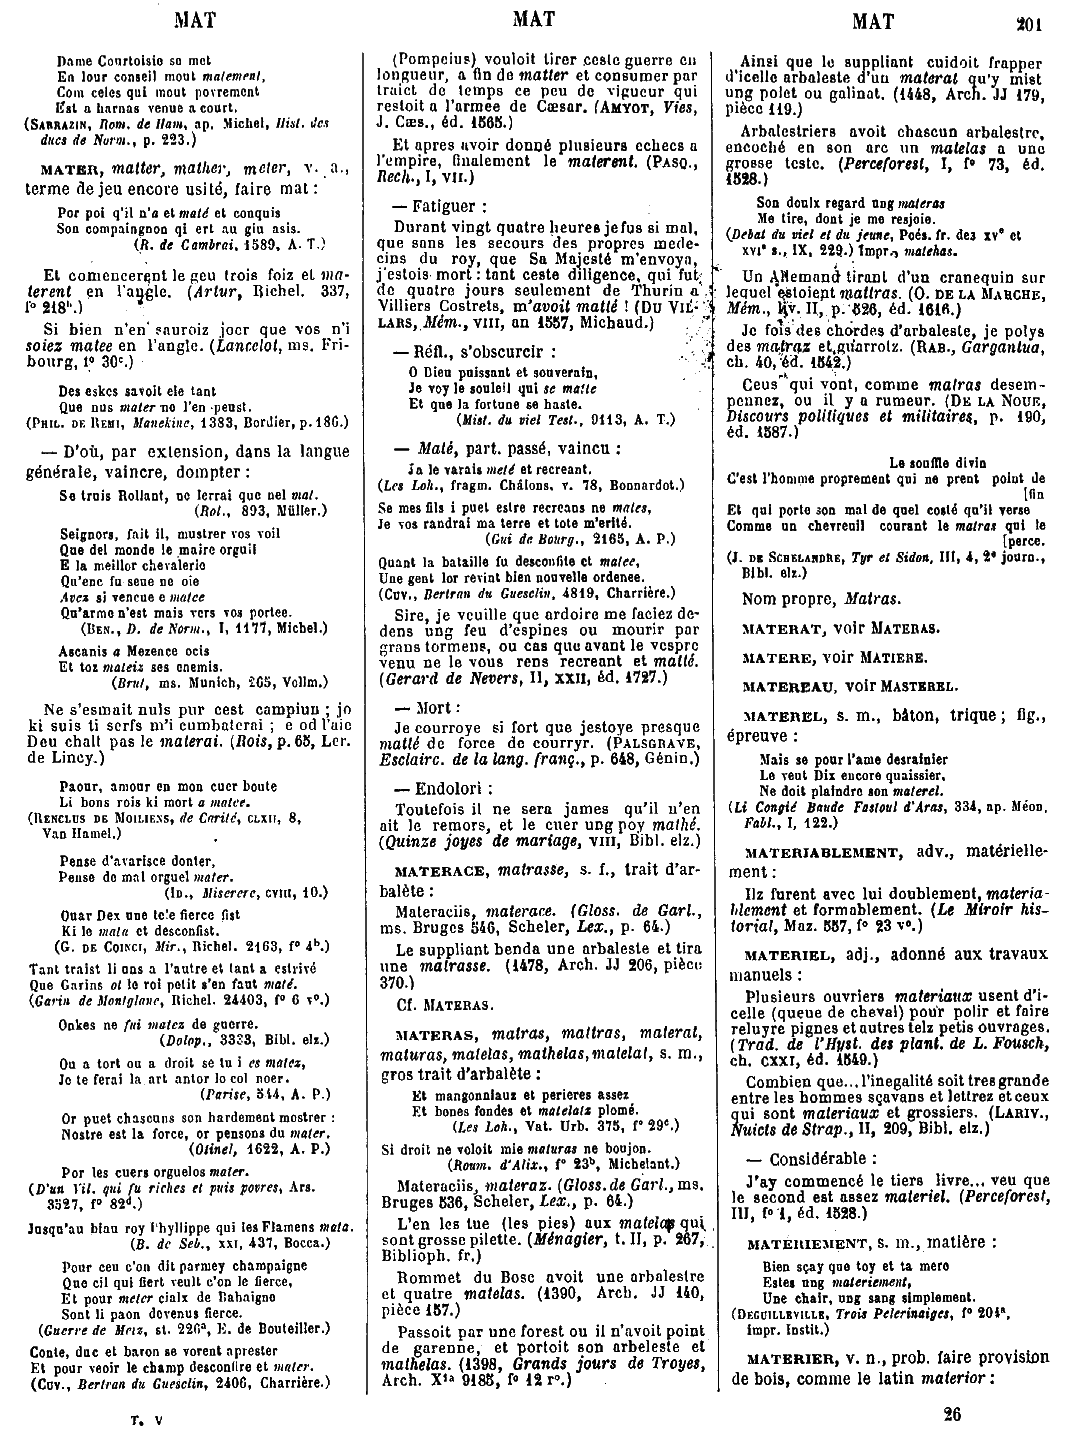 MAT
MAT
MAT
201
Dame Courtoisie se met
En lour conseil mout matement,
Com celes qui mout povrement
Est a harnas venue a court.
(SARRAZIN, Rom. de Ham, ap. Michel, Hist. des
ducs de Norm., p. 223.)
MATER, matter, mather, meter, v. a.,
terme de jeu encore usité, faire mat :
Por poi q'il n'a et maté et conquis
Son compaingnon qi ert au giu asis.
(R. de Cambrai, 1589, A. T.)
Et comencerent le geu trois foiz et ma-
terent en l'angle. (Artur, Richel. 337,
f° 218ᵃ.)
Si bien n'en sauroiz joer que vos n'i
soiez matee en l'angle. (Lancelot, ms. Fri-
bourg, f° 30ᶜ.)
Des eskes savoit ele tant
Que nus mater ne l'en peust.
(PHIL. DE REMI, Manekine, 1383, Bordier, p. 186.)
— D'où, par extension, dans la langue
générale, vaincre, dompter :
Se truis Rollant, ne lerrai que nel mat.
(Rol., 893, Müller.)
Seignors, fait il, mustrer vos voil
Que del monde le maire orguil
E la meillor chevalerie
Qu'enc fu seue ne oie
Avez si vencue e matee
Qu'arme n'est mais vers vos portee.
(BEN., D. de Norm., I, 1177, Michel.)
Ascanis a Mezence ocis
Et toz mateiz ses enemis.
(Brut, ms. Munich, 265, Vollm.)
Ne s'esmait nuls pur cest campiun ; jo
ki suis ti serfs m'i cumbaterai ; e od l'aie
Deu chalt pas le materai. (Rois, p. 65, Ler.
de Lincy.)
Paour, amour en mon cuer boute
Li bons rois ki mort a matee.
(RENCLUS DE MOILIENS, de Carité, CLXII, 8,
Van Hamel.)
Pense d'avarisce donter,
Pense de mal orguel mater.
(ID., Miserere, CVIII, 10.)
Quar Dex une te'e fierce fist
Ki le mata et desconfist.
(G. DE COINCI, Mir., Richel. 2163, f° 4ᵇ.)
Tant traist li uns a l'autre et tant a estrivé
Que Garins ot le roi petit s'en faut maté.
(Garin de Montglane, Richel. 24403, f° 6 v°.)
Onkes ne fui matez de guerre.
(Dolop., 3333, Bibl. elz.)
Ou a tort ou a droit se tu i es matez,
Je te ferai la art antor lo col noer.
(Parise, 544, A. P.)
Or puet chascuns son hardement mostrer :
Nostre est la force, or pensons du mater.
(Otinel, 1622, A. P.)
Por les cuers orguelos mater.
(D'un Vil. qui fu riches et puis povres, Ars.
3527, f° 82ᵈ.)
Jusqu'au biau roy Phyllippe qui les Flamens mata.
(B. de Seb., XXI, 437, Bocca.)
Pour ceu c'on dit parmey champaigne
Que cil qui fiert veult c'on le fierce,
Et pour meter çialx de Bahaigne
Sont li paon devenus fierce.
(Guerre de Metz, st. 226ᵃ, E. de Bouteiller.)
Conte, duc et baron se vorent aprester
Et pour veoir le champ desconfire et mater.
(CUV., Bertran du Guesclin, 2406, Charrière.)
T. V
(Pompeius) vouloit tirer ceste guerre en
longueur, a fin de matter et consumer par
traict de temps ce peu de vigueur qui
restoit a l'armee de Cæsar. (AMYOT, Vies,
J. Cæs., éd. 1565.)
Et apres avoir donné plusieurs echecs a
l'empire, finalement le materent. (PASQ.,
Rech., I, VII.)
— Fatiguer :
Durant vingt quatre heures je fus si mal,
que sans les secours des propres mede-
cins du roy, que Sa Majesté m'envoya,
j'estois mort : tant ceste diligence, qui fut
de quatre jours seulement de Thurin a
Villiers Costrets, m'avoit matté ! (DU VIL-
LARS, Mém., VIII, an 1557, Michaud.)
— Réfl., s'obscurcir :
O Dieu puissant et souverain,
Je voy le souleil qui se matte
Et que la fortune se haste.
(Mist. du viel Test., 9113, A. T.)
— Maté, part. passé, vaincu :
Ja le varais meté et recreant.
(Les Loh., fragm. Châlons, v. 78, Bonnardot.)
Se mes fils i puet estre recreans ne mates,
Je vos randrai ma terre et tote m'erité.
(Gui de Bourg., 2165, A. P.)
Quant la bataille fu desconfite et matee,
Une gent lor revint bien nouvelle ordenee.
(CUV., Bertran du Guesclin, 4819, Charrière.)
Sire, je veuille que ardoire me faciez de-
dens ung feu d'espines ou mourir par
grans tormens, ou cas que avant le vespre
venu ne le vous rens recreant et matté.
(Gerard de Nevers, II, XXII, éd. 1727.)
— Mort :
Je courroye si fort que jestoye presque
matté de force de courryr. (PALSGRAVE,
Esclairc. de la lang. franç., p. 648, Génin.)
— Endolori :
Toutefois il ne sera james qu'il n'en
ait le remors, et le cuer ung poy mathé.
(Quinze joyes de mariage, VIII, Bibl. elz.)
MATERACE, matrasse, s. f., trait d'ar-
balète :
Materaciis, materace. (Gloss. de Garl.,
ms. Bruges 546, Scheler, Lex., p. 64.)
Le suppliant benda une arbaleste et tira
une matrasse. (1478, Arch. JJ 206, pièce
370.)
Cf. MATERAS.
MATERAS, matras, mattras, materat,
maturas, matelas, mathelas, matelat, s. m.,
gros trait d'arbalète :
Et mangonniaux et perieres assez
Et bones fondes et matelatz plomé.
(Les Loh., Vat. Urb. 375, f° 29ᶜ.)
Si droit ne voloit mie maturas ne boujon.
(Roum. d'Alix., f° 23ᵇ, Michelant.)
Materaciis, materaz. (Gloss. de Garl., ms.
Bruges 536, Scheler, Lex., p. 64.)
L'en les tue (les pies) aux matelas qui
sont grosse pilette. (Ménagier, t. II, p. 267,
Biblioph. fr.)
Rommet du Bosc avoit une arbalestre
et quatre matelas. (1390, Arch. JJ 140,
pièce 157.)
Passoit par une forest ou il n'avoit point
de garenne, et portoit son arbeleste et
mathelas. (1398, Grands jours de Troyes,
Arch. X¹ᵃ 9185, f° 12 r°.)
Ainsi que le suppliant cuidoit frapper
d'icelle arbaleste d'un materat qu'y mist
ung polet ou galinat. (1448, Arch. JJ 179,
pièce 119.)
Arbalestriers avoit chascun arbalestre,
encoché en son arc un matelas a une
grosse teste. (Perceforest, I, f° 73, éd.
1528.)
Son doulx regard ung materas
Me tire, dont je me resjoie.
(Debat du viel et du jeune, Poés. fr. des XVᵉ et
XVIᵉ s., IX, 229.) Impr., matehas.
Un Allemand tirant d'un cranequin sur
lequel estoient mattras. (O. DE LA MARCHE,
Mém., liv. II, p. 526, éd. 1616.)
Je fois des chordes d'arbaleste, je polys
des matraz et guarrotz. (RAB., Gargantua,
ch. 40, éd. 1542.)
Ceus qui vont, comme matras desem-
pennez, ou il y a rumeur. (DE LA NOUE,
Discours politiques et militaires, p. 190,
éd. 1587.)
Le souffle divin
C'est l'homme proprement qui ne prent point de
[fin
Et qui porte son mal de quel costé qu'il verse
Comme un chevreuil courant le matras qui le
[perce.
(J. DE SCHELANDRE, Tyr et Sidon, III, 4, 2ᵉ journ.,
Bibl. elz.)
Nom propre, Matras.
MATERAT, voir MATERAS.
MATERE, voir MATIERE.
MATEREAU, voir MASTEREL.
MATEREL, s. m., bâton, trique ; fig.,
épreuve :
Mais se pour l'ame desrainier
Le veut Dix encore quaissier,
Ne doit plaindre son materel.
(Li Congié Baude Fastoul d'Aras, 334, ap. Méon,
Fabl., I, 122.)
MATERIABLEMENT, adv., matérielle-
ment :
Ilz furent avec lui doublement, materia-
blement et formablement. (Le Miroir his-
torial, Maz. 557, f° 23 v°.)
MATERIEL, adj., adonné aux travaux
manuels :
Plusieurs ouvriers materiaux usent d'i-
celle (queue de cheval) pour polir et faire
reluyre pignes et autres telz petis ouvrages.
(Trad. de l'Hyst. des plant. de L. Fousch,
ch. CXXI, éd. 1549.)
Combien que... l'inegalité soit tres grande
entre les hommes sçavans et lettrez et ceux
qui sont materiaux et grossiers. (LARIV.,
Nuicts de Strap., II, 209, Bibl. elz.)
— Considérable :
J'ay commencé le tiers livre... veu que
le second est assez materiel. (Perceforest,
III, f° 1, éd. 1528.)
MATERIEMENT, s. m., matière :
Bien sçay que toy et ta mere
Estes ung materiement,
Une chair, ung sang simplement.
(DEGUILLEVILLE, Trois Pelerinaiges, f° 204ᵃ,
impr. Instit.)
MATERIER, v. n., prob. faire provision
de bois, comme le latin materior :
26